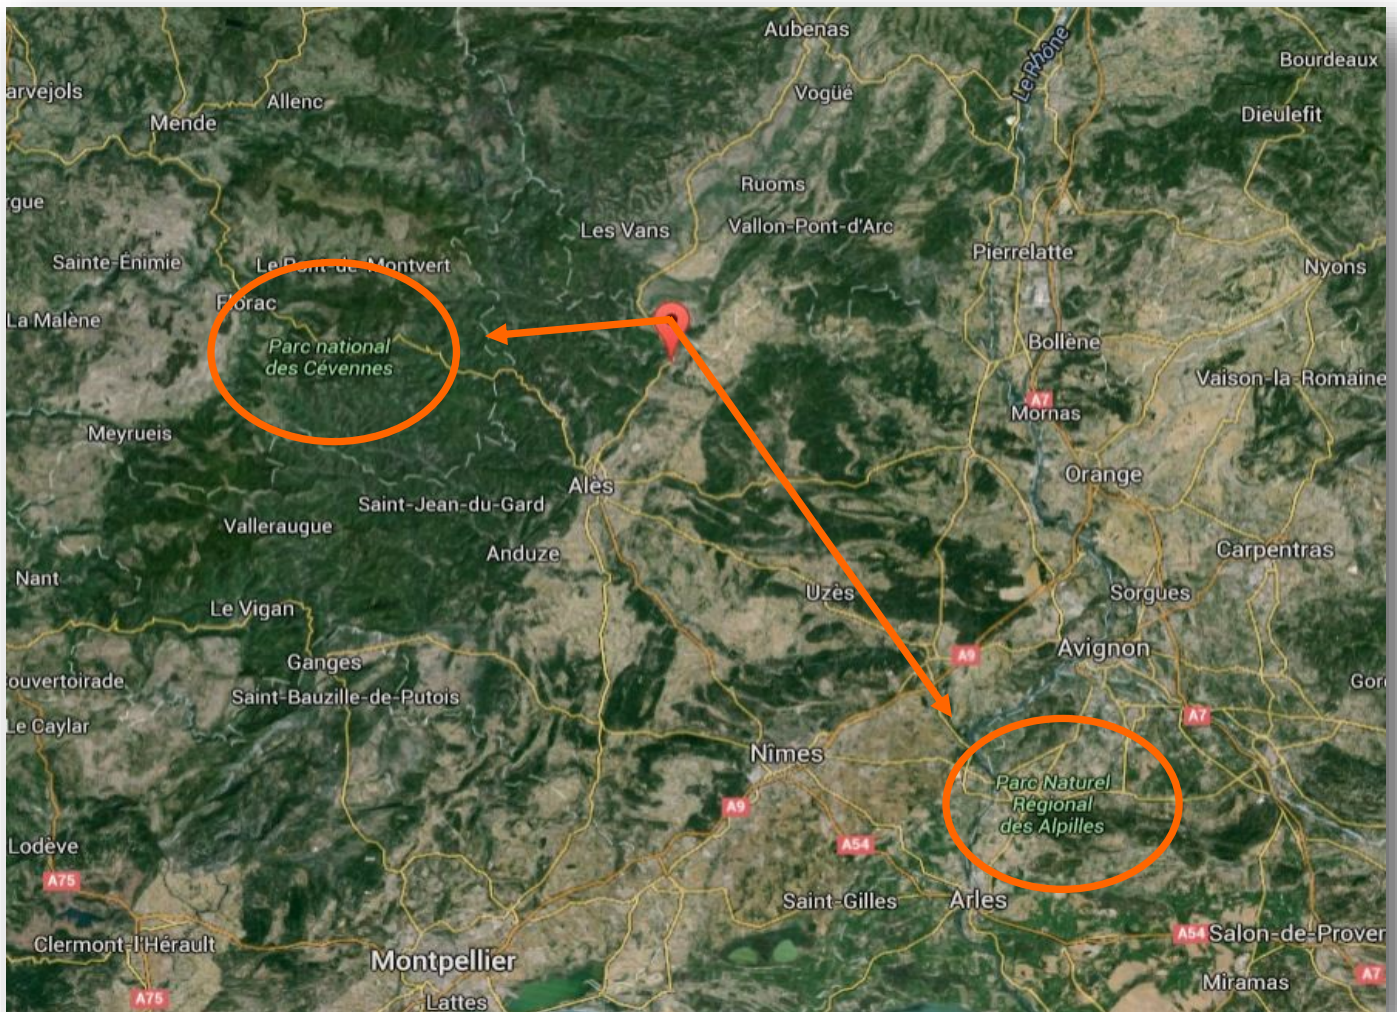 Aubenas
Le Rhône
Bourdeaux
arvejols
Allenc
Vogüé
Mende
Dieulefit
Ruoms
rgue
Les Vans
Vallon-Pont-d'Arc
Sainte-Énimie
Le Pont-de-Montvert
Pierrelatte
Nyons
Florac
La Malène
Parc national
des Cévennes
Bollène
Vaison-la-Romaine
A7
Mornas
Meyrueis
Orange
Alès
Saint-Jean-du-Gard
Valleraugue
Anduze
Carpentras
Nant
Uzès
Sorgues
Le Vigan
Avignon
A9
Ganges
ouvertoirade
Saint-Bauzille-de-Putois
Gor
Le Caylar
A7
Nîmes
Parc Naturel
Régional
des Alpilles
A9
Lodève
A54
A75
Saint-Gilles
Arles
Clermont-l'Hérault
A54
Salon-de-Prover
Montpellier
A7
Miramas
A75
Lattes